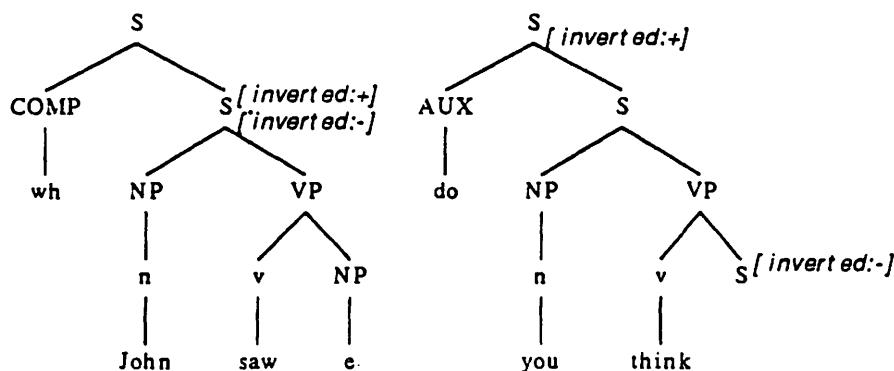 S S
[inverted:+]
COMP S [inverted:+] AUX S
[inverted:-]
wh NP VP do NP VP
n v NP n v S [inverted:-]
John saw e. you think